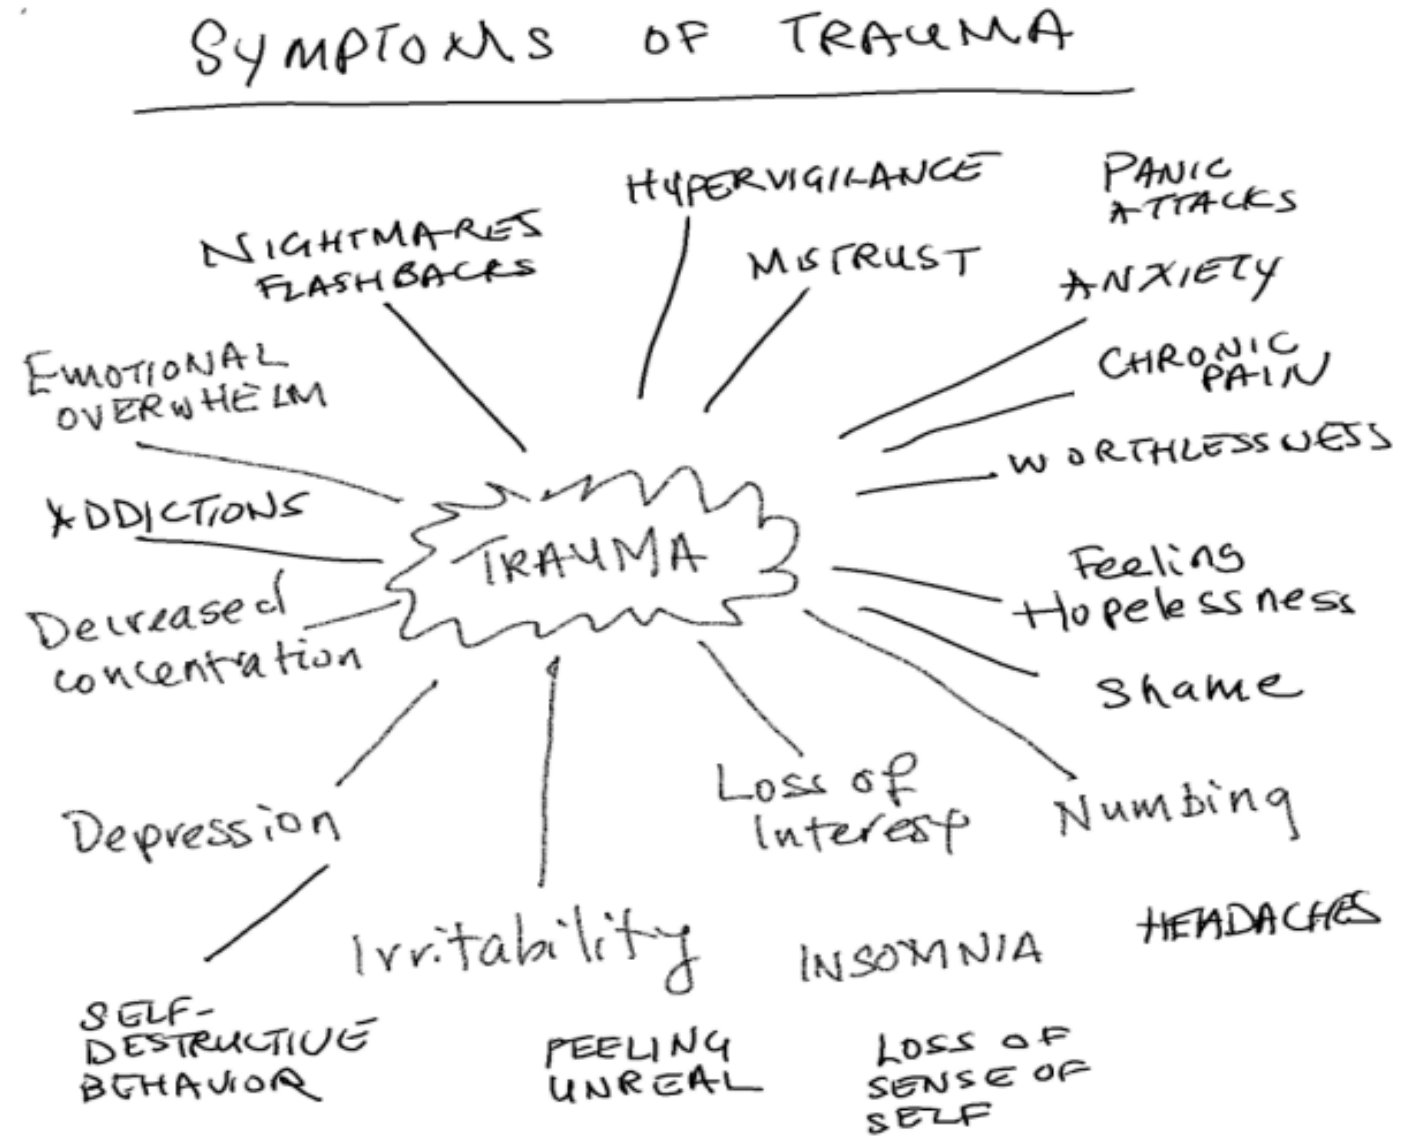 SYMPTOMS OF TRAUMA
HYPERVIGILANCE
PANIC
ATTACKS
NIGHTMARES
FLASHBACKS
MISTRUST
ANXIETY
EMOTIONAL
OVERWHELM
CHRONIC
PAIN
WORTHLESSNESS
ADDICTIONS
TRAUMA
Feeling
Hopelessness
Decreased
concentration
Shame
Depression
Loss of
Interest
Numbing
Irritability
INSOMNIA
HEADACHES
SELF-
DESTRUCTIVE
BEHAVIOR
FEELING
UNREAL
LOSS OF
SENSE OF
SELF